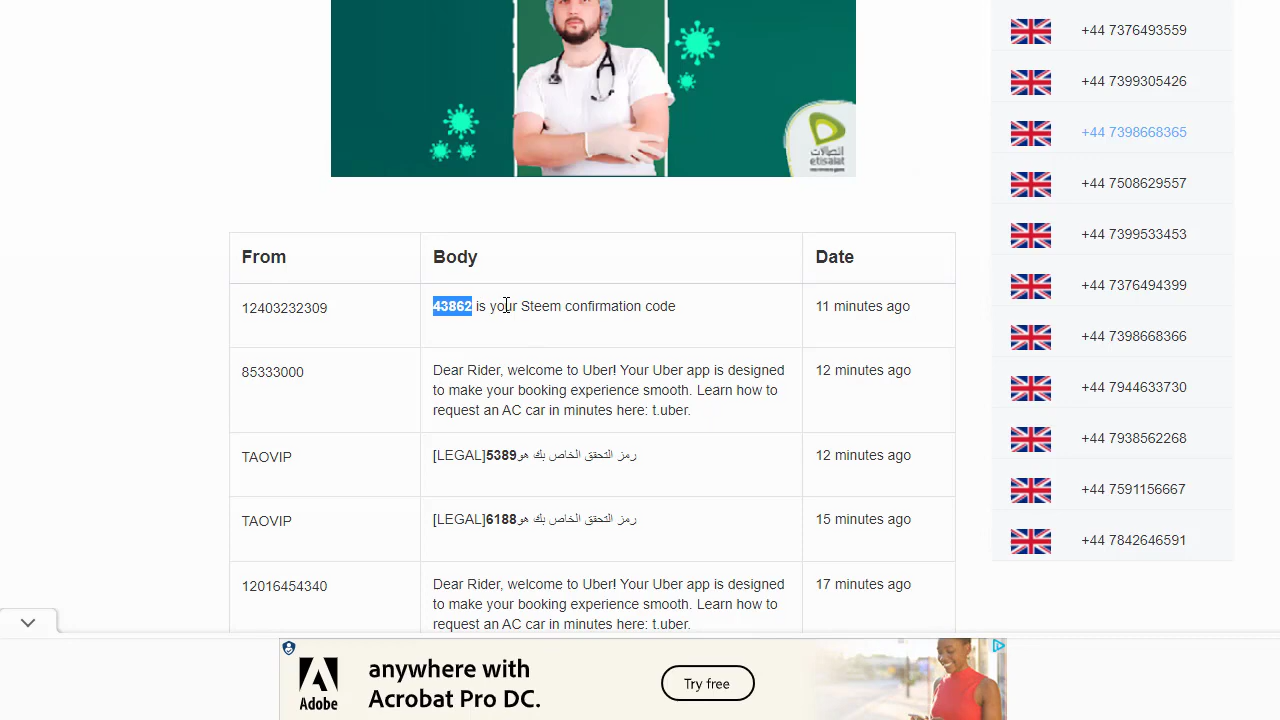 اتصالات
etisalat
From
Body
Date
12403232309
43862 is your Steem confirmation code
11 minutes ago
85333000
Dear Rider, welcome to Uber! Your Uber app is designed
to make your booking experience smooth. Learn how to
request an AC car in minutes here: t.uber.
12 minutes ago
TAOVIP
[LEGAL]5389رمز التحقق الخاص بك هو
12 minutes ago
TAOVIP
[LEGAL]6188رمز التحقق الخاص بك هو
15 minutes ago
12016454340
Dear Rider, welcome to Uber! Your Uber app is designed
to make your booking experience smooth. Learn how to
request an AC car in minutes here: t.uber.
17 minutes ago
+44 7376493559
+44 7399305426
+44 7398668365
+44 7508629557
+44 7399533453
+44 7376494399
+44 7398668366
+44 7944633730
+44 7938562268
+44 7591156667
+44 7842646591
Adobe
anywhere with
Acrobat Pro DC.
Try free